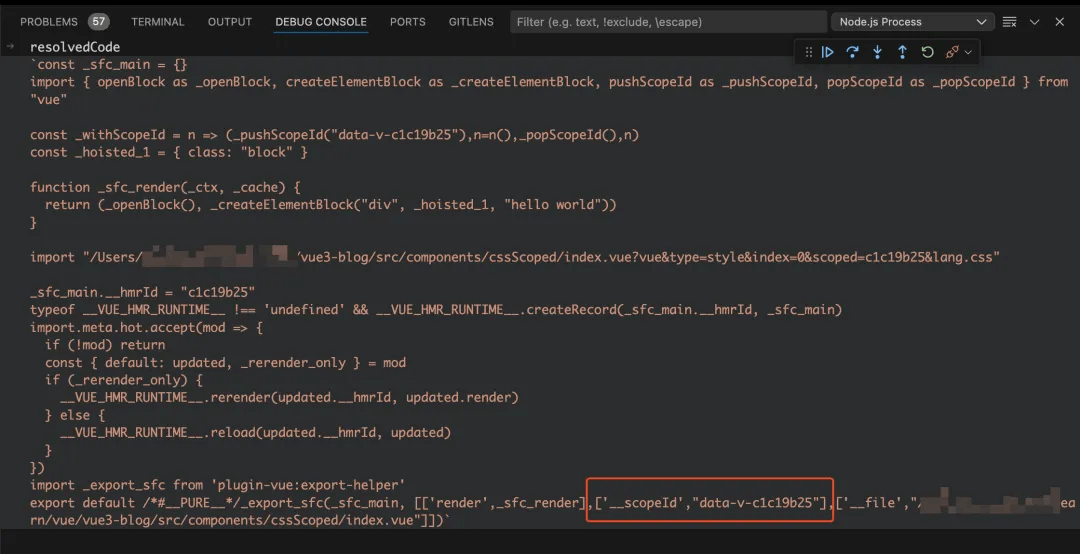 PROBLEMS 57 TERMINAL OUTPUT DEBUG CONSOLE PORTS GITLENS Filter (e.g. text, !exclude, \escape) Node.js Process
resolvedCode
`const _sfc_main = {}
import { openBlock as _openBlock, createElementBlock as _createElementBlock, pushScopeId as _pushScopeId, popScopeId as _popScopeId } from
"vue"
const _withScopeId = n => (_pushScopeId("data-v-c1c19b25"),n=n(),_popScopeId(),n)
const _hoisted_1 = { class: "block" }
function _sfc_render(_ctx, _cache) {
  return (_openBlock(), _createElementBlock("div", _hoisted_1, "hello world"))
}
import "/Users/ /vue3-blog/src/components/cssScoped/index.vue?vue&type=style&index=0&scoped=c1c19b25&lang.css"
_sfc_main.__hmrId = "c1c19b25"
typeof __VUE_HMR_RUNTIME__ !== 'undefined' && __VUE_HMR_RUNTIME__.createRecord(_sfc_main.__hmrId, _sfc_main)
import.meta.hot.accept(mod => {
  if (!mod) return
  const { default: updated, _rerender_only } = mod
  if (_rerender_only) {
    __VUE_HMR_RUNTIME__.rerender(updated.__hmrId, updated.render)
  } else {
    __VUE_HMR_RUNTIME__.reload(updated.__hmrId, updated)
  }
})
import _export_sfc from 'plugin-vue:export-helper'
export default /*#__PURE__*/_export_sfc(_sfc_main, [['render',_sfc_render],['__scopeId',"data-v-c1c19b25"],['__file',"/ ea
rn/vue/vue3-blog/src/components/cssScoped/index.vue"]])`